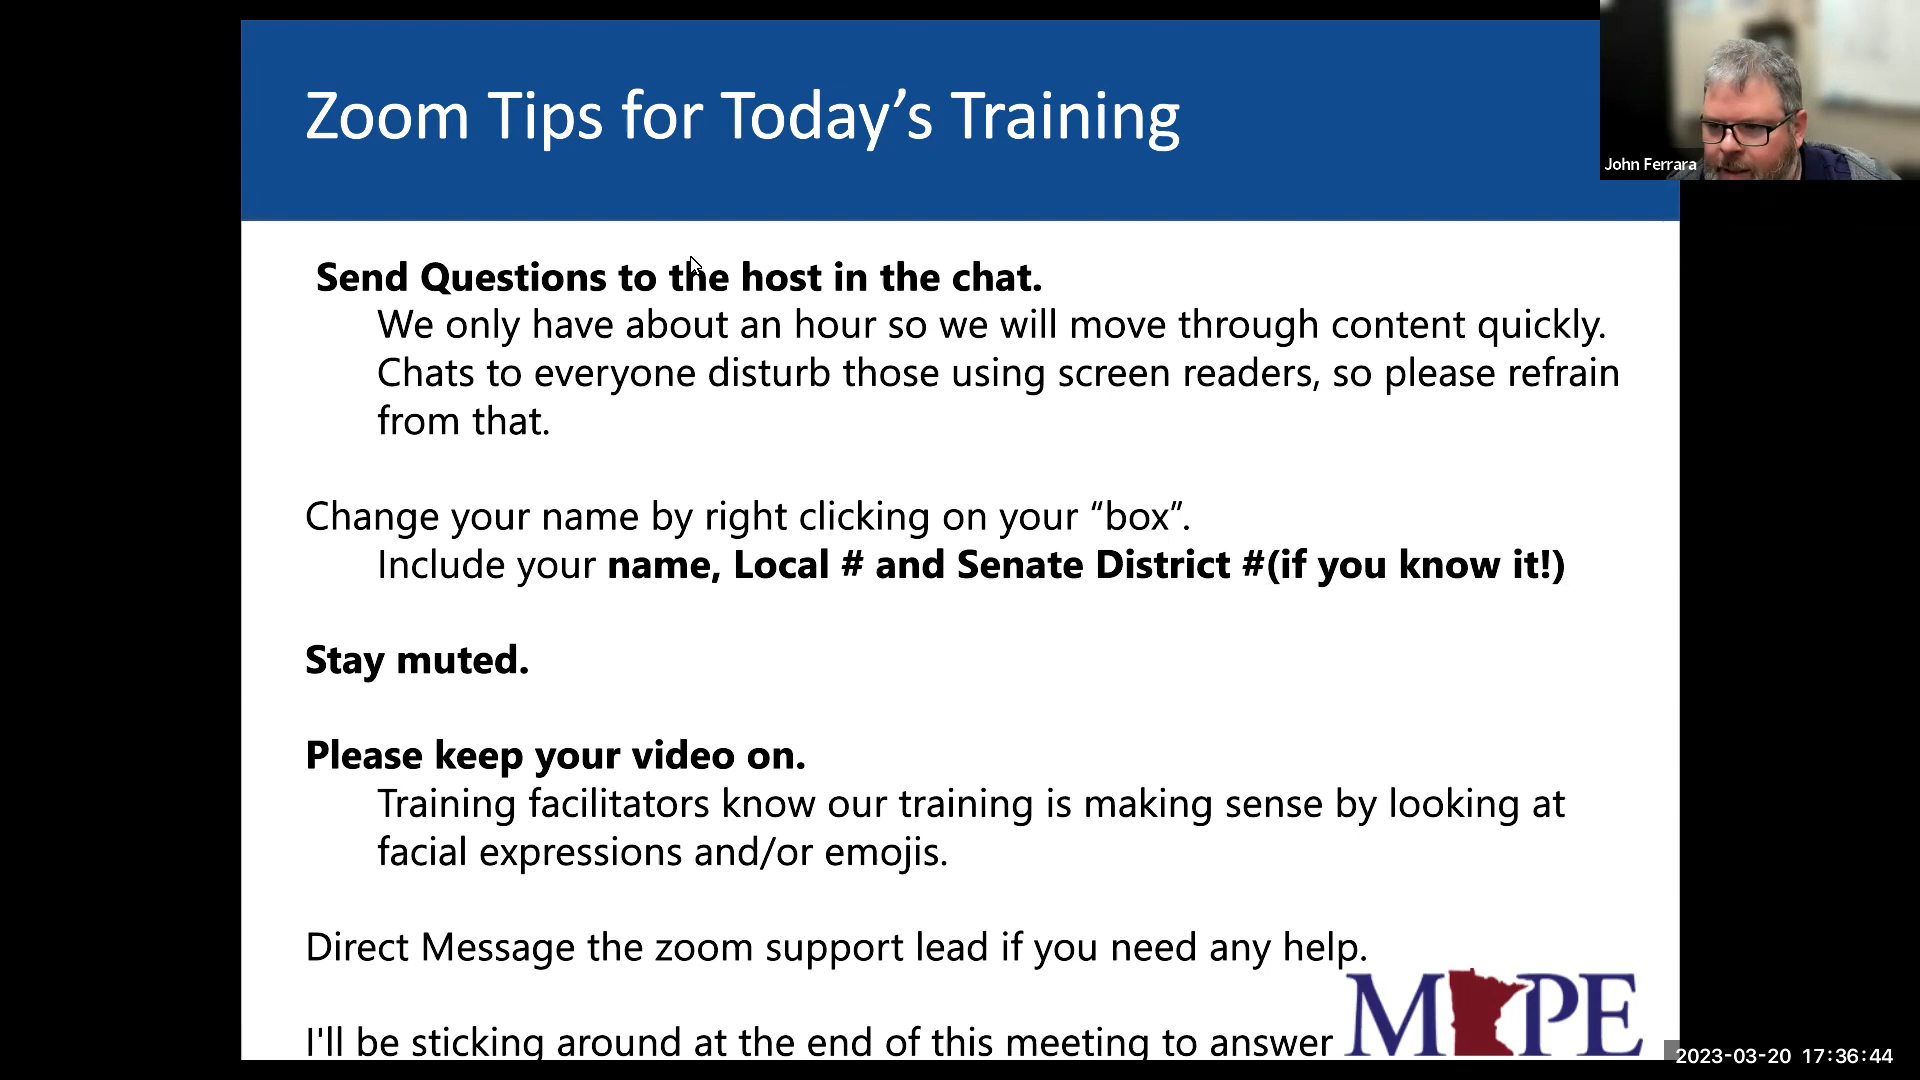 Zoom Tips for Today’s Training
John Ferrara
Send Questions to the host in the chat.
We only have about an hour so we will move through content quickly.
Chats to everyone disturb those using screen readers, so please refrain
from that.
Change your name by right clicking on your “box”.
Include your name, Local # and Senate District #(if you know it!)
Stay muted.
Please keep your video on.
Training facilitators know our training is making sense by looking at
facial expressions and/or emojis.
Direct Message the zoom support lead if you need any help.
I'll be sticking around at the end of this meeting to answer
M PE
2023-03-20 17:36:44